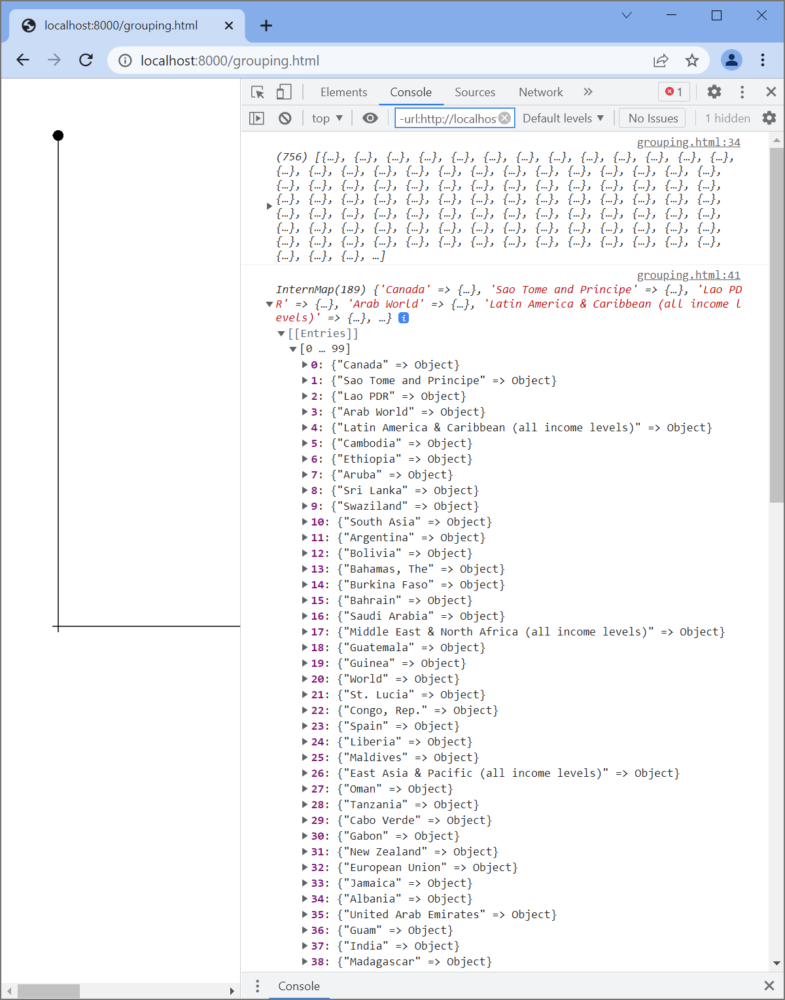 localhost:8000/grouping.html
localhost:8000/grouping.html
Elements Console Sources Network » 1
top -url:http://localhos Default levels No Issues 1 hidden
grouping.html:34
(756) [{…}, {…}, {…}, {…}, {…}, {…}, {…}, {…}, {…}, {…}, {…}, {…}, {…},
{…}, {…}, {…}, {…}, {…}, {…}, {…}, {…}, {…}, {…}, {…}, {…}, {…}, {…},
{…}, {…}, {…}, {…}, {…}, {…}, {…}, {…}, {…}, {…}, {…}, {…}, {…}, {…},
{…}, {…}, {…}, {…}, {…}, {…}, {…}, {…}, {…}, {…}, {…}, {…}, {…}, {…},
{…}, {…}, {…}, {…}, {…}, {…}, {…}, {…}, {…}, {…}, {…}, {…}, {…}, {…},
{…}, {…}, {…}, {…}, {…}, {…}, {…}, {…}, {…}, {…}, {…}, {…}, {…}, {…},
{…}, {…}, {…}, {…}, {…}, {…}, {…}, {…}, {…}, {…}, {…}, {…}, {…}, {…},
{…}, {…}, {…}, …]
grouping.html:41
InternMap(189) {'Canada' => {…}, 'Sao Tome and Principe' => {…}, 'Lao PD
R' => {…}, 'Arab World' => {…}, 'Latin America & Caribbean (all income l
evels)' => {…}, …} i
[[Entries]]
[0 … 99]
0: {"Canada" => Object}
1: {"Sao Tome and Principe" => Object}
2: {"Lao PDR" => Object}
3: {"Arab World" => Object}
4: {"Latin America & Caribbean (all income levels)" => Object}
5: {"Cambodia" => Object}
6: {"Ethiopia" => Object}
7: {"Aruba" => Object}
8: {"Sri Lanka" => Object}
9: {"Swaziland" => Object}
10: {"South Asia" => Object}
11: {"Argentina" => Object}
12: {"Bolivia" => Object}
13: {"Bahamas, The" => Object}
14: {"Burkina Faso" => Object}
15: {"Bahrain" => Object}
16: {"Saudi Arabia" => Object}
17: {"Middle East & North Africa (all income levels)" => Object}
18: {"Guatemala" => Object}
19: {"Guinea" => Object}
20: {"World" => Object}
21: {"St. Lucia" => Object}
22: {"Congo, Rep." => Object}
23: {"Spain" => Object}
24: {"Liberia" => Object}
25: {"Maldives" => Object}
26: {"East Asia & Pacific (all income levels)" => Object}
27: {"Oman" => Object}
28: {"Tanzania" => Object}
29: {"Cabo Verde" => Object}
30: {"Gabon" => Object}
31: {"New Zealand" => Object}
32: {"European Union" => Object}
33: {"Jamaica" => Object}
34: {"Albania" => Object}
35: {"United Arab Emirates" => Object}
36: {"Guam" => Object}
37: {"India" => Object}
38: {"Madagascar" => Object}
Console